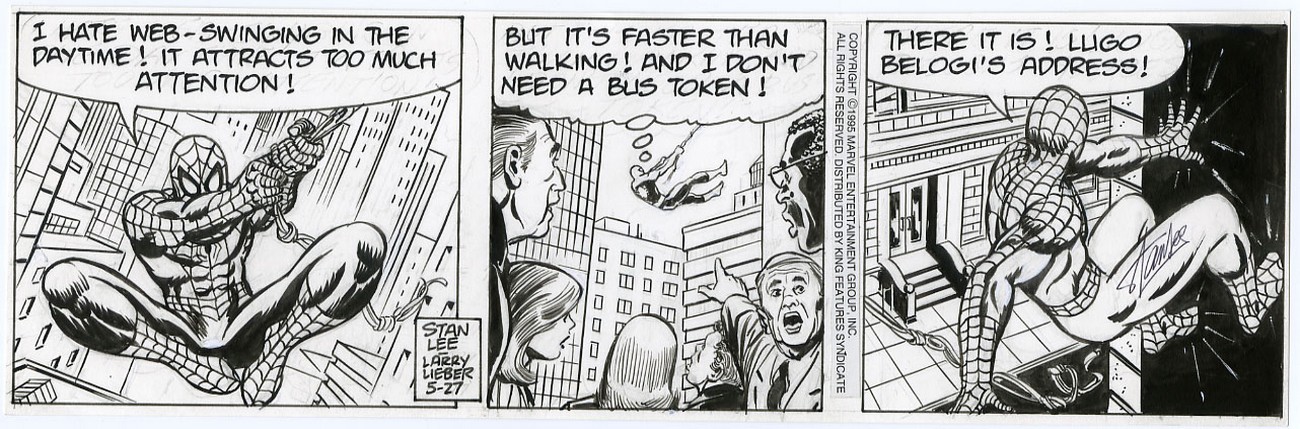 I HATE WEB-SWINGING IN THE
DAYTIME! IT ATTRACTS TOO MUCH
ATTENTION!
STAN
LEE
&
LARRY
LIEBER
5-27
BUT IT'S FASTER THAN
WALKING! AND I DON'T
NEED A BUS TOKEN!
COPYRIGHT ©1995 MARVEL ENTERTAINMENT GROUP, INC.
ALL RIGHTS RESERVED. DISTRIBUTED BY KING FEATURES SYNDICATE
THERE IT IS! LUGO
BELOGI'S ADDRESS!
Stan Lee